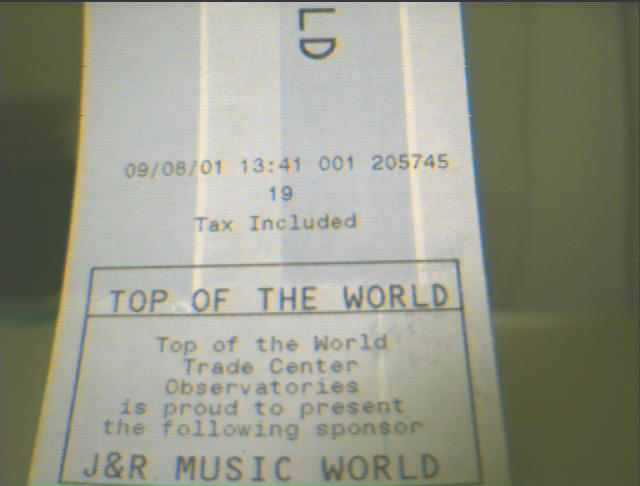 LD
09/08/01 13:41 001 205745
19
Tax Included
TOP OF THE WORLD
Top of the World
Trade Center
Observatories
is proud to present
the following sponsor
J&R MUSIC WORLD